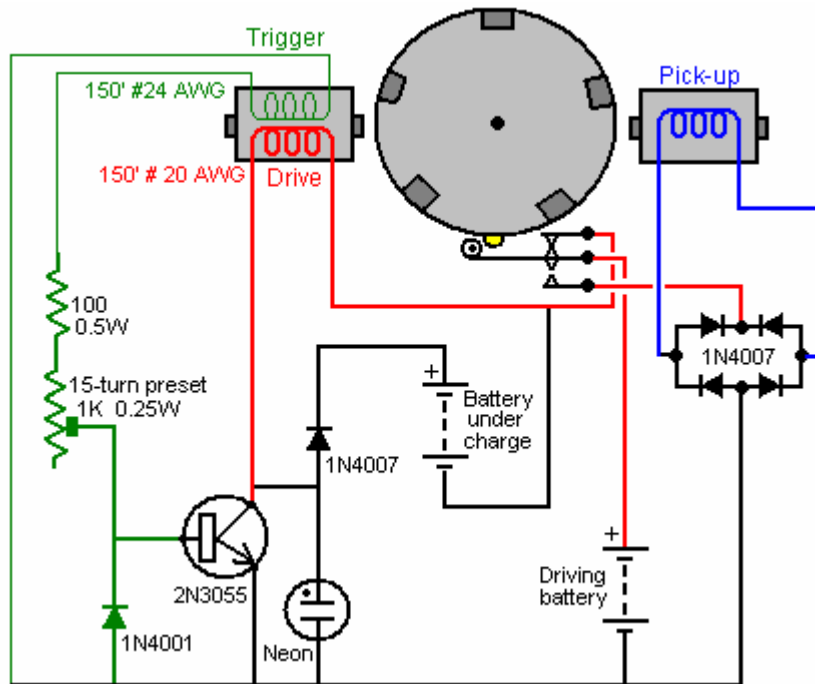 Trigger
150' #24 AWG
Pick-up
150' # 20 AWG
Drive
100
0.5W
1N4007
15-turn preset
1K 0.25W
+
Battery
under
charge
1N4007
+
2N3055
Driving
battery
1N4001
Neon